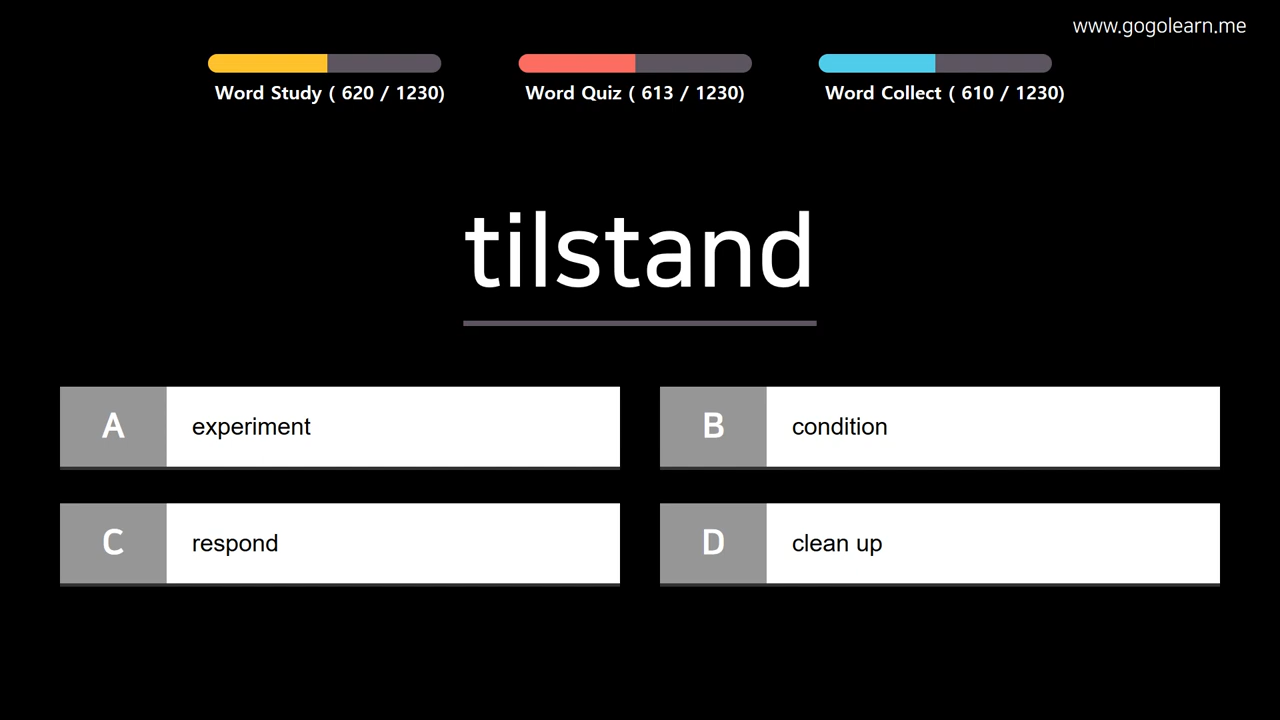 www.gogolearn.me
Word Study ( 620 / 1230)
Word Quiz ( 613 / 1230)
Word Collect ( 610 / 1230)
tilstand
A experiment
B condition
C respond
D clean up